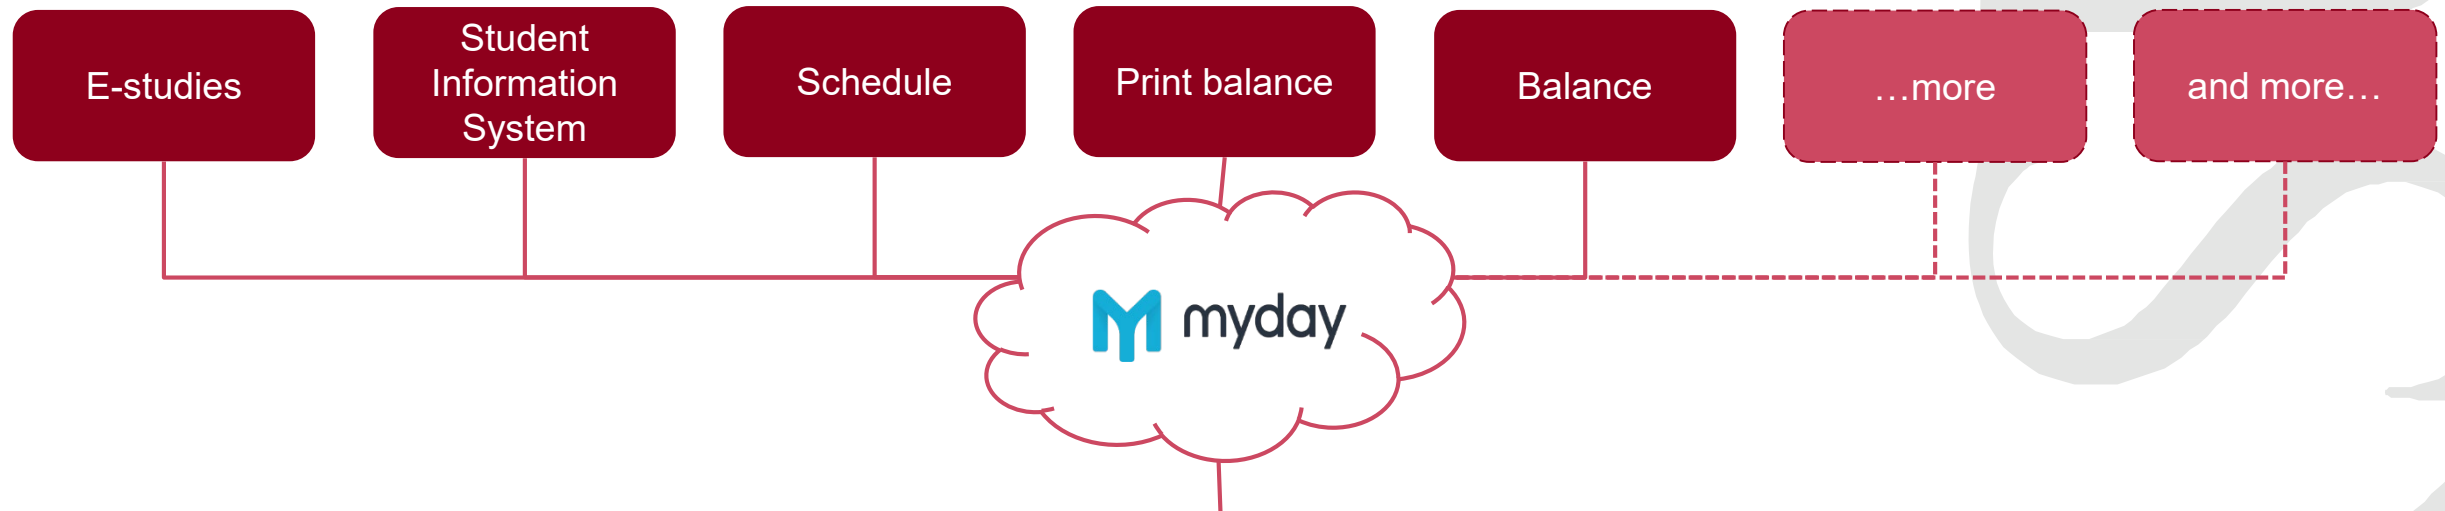 E-studies
Student
Information
System
Schedule
Print balance
Balance
…more
and more…
myday